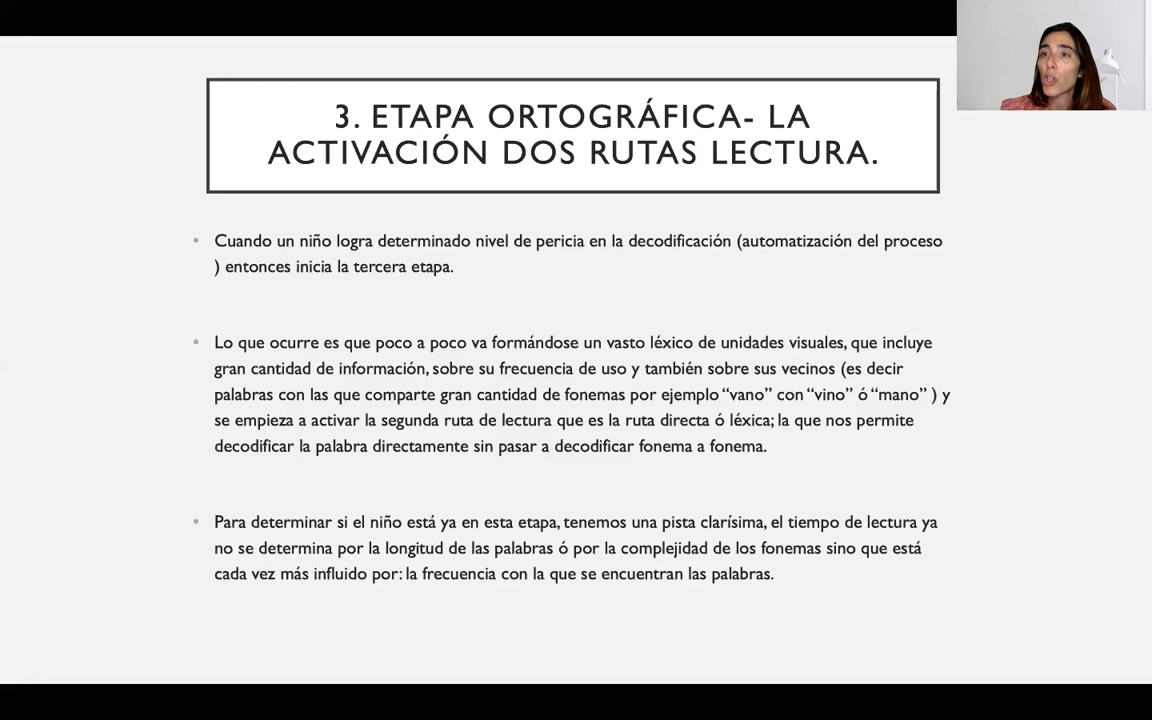 3. ETAPA ORTOGRÁFICA- LA
ACTIVACIÓN DOS RUTAS LECTURA.
• Cuando un niño logra determinado nivel de pericia en la decodificación (automatización del proceso
) entonces inicia la tercera etapa.
• Lo que ocurre es que poco a poco va formándose un vasto léxico de unidades visuales, que incluye
gran cantidad de información, sobre su frecuencia de uso y también sobre sus vecinos (es decir
palabras con las que comparte gran cantidad de fonemas por ejemplo “vano” con “vino” ó “mano” ) y
se empieza a activar la segunda ruta de lectura que es la ruta directa ó léxica; la que nos permite
decodificar la palabra directamente sin pasar a decodificar fonema a fonema.
• Para determinar si el niño está ya en esta etapa, tenemos una pista clarísima, el tiempo de lectura ya
no se determina por la longitud de las palabras ó por la complejidad de los fonemas sino que está
cada vez más influido por: la frecuencia con la que se encuentran las palabras.